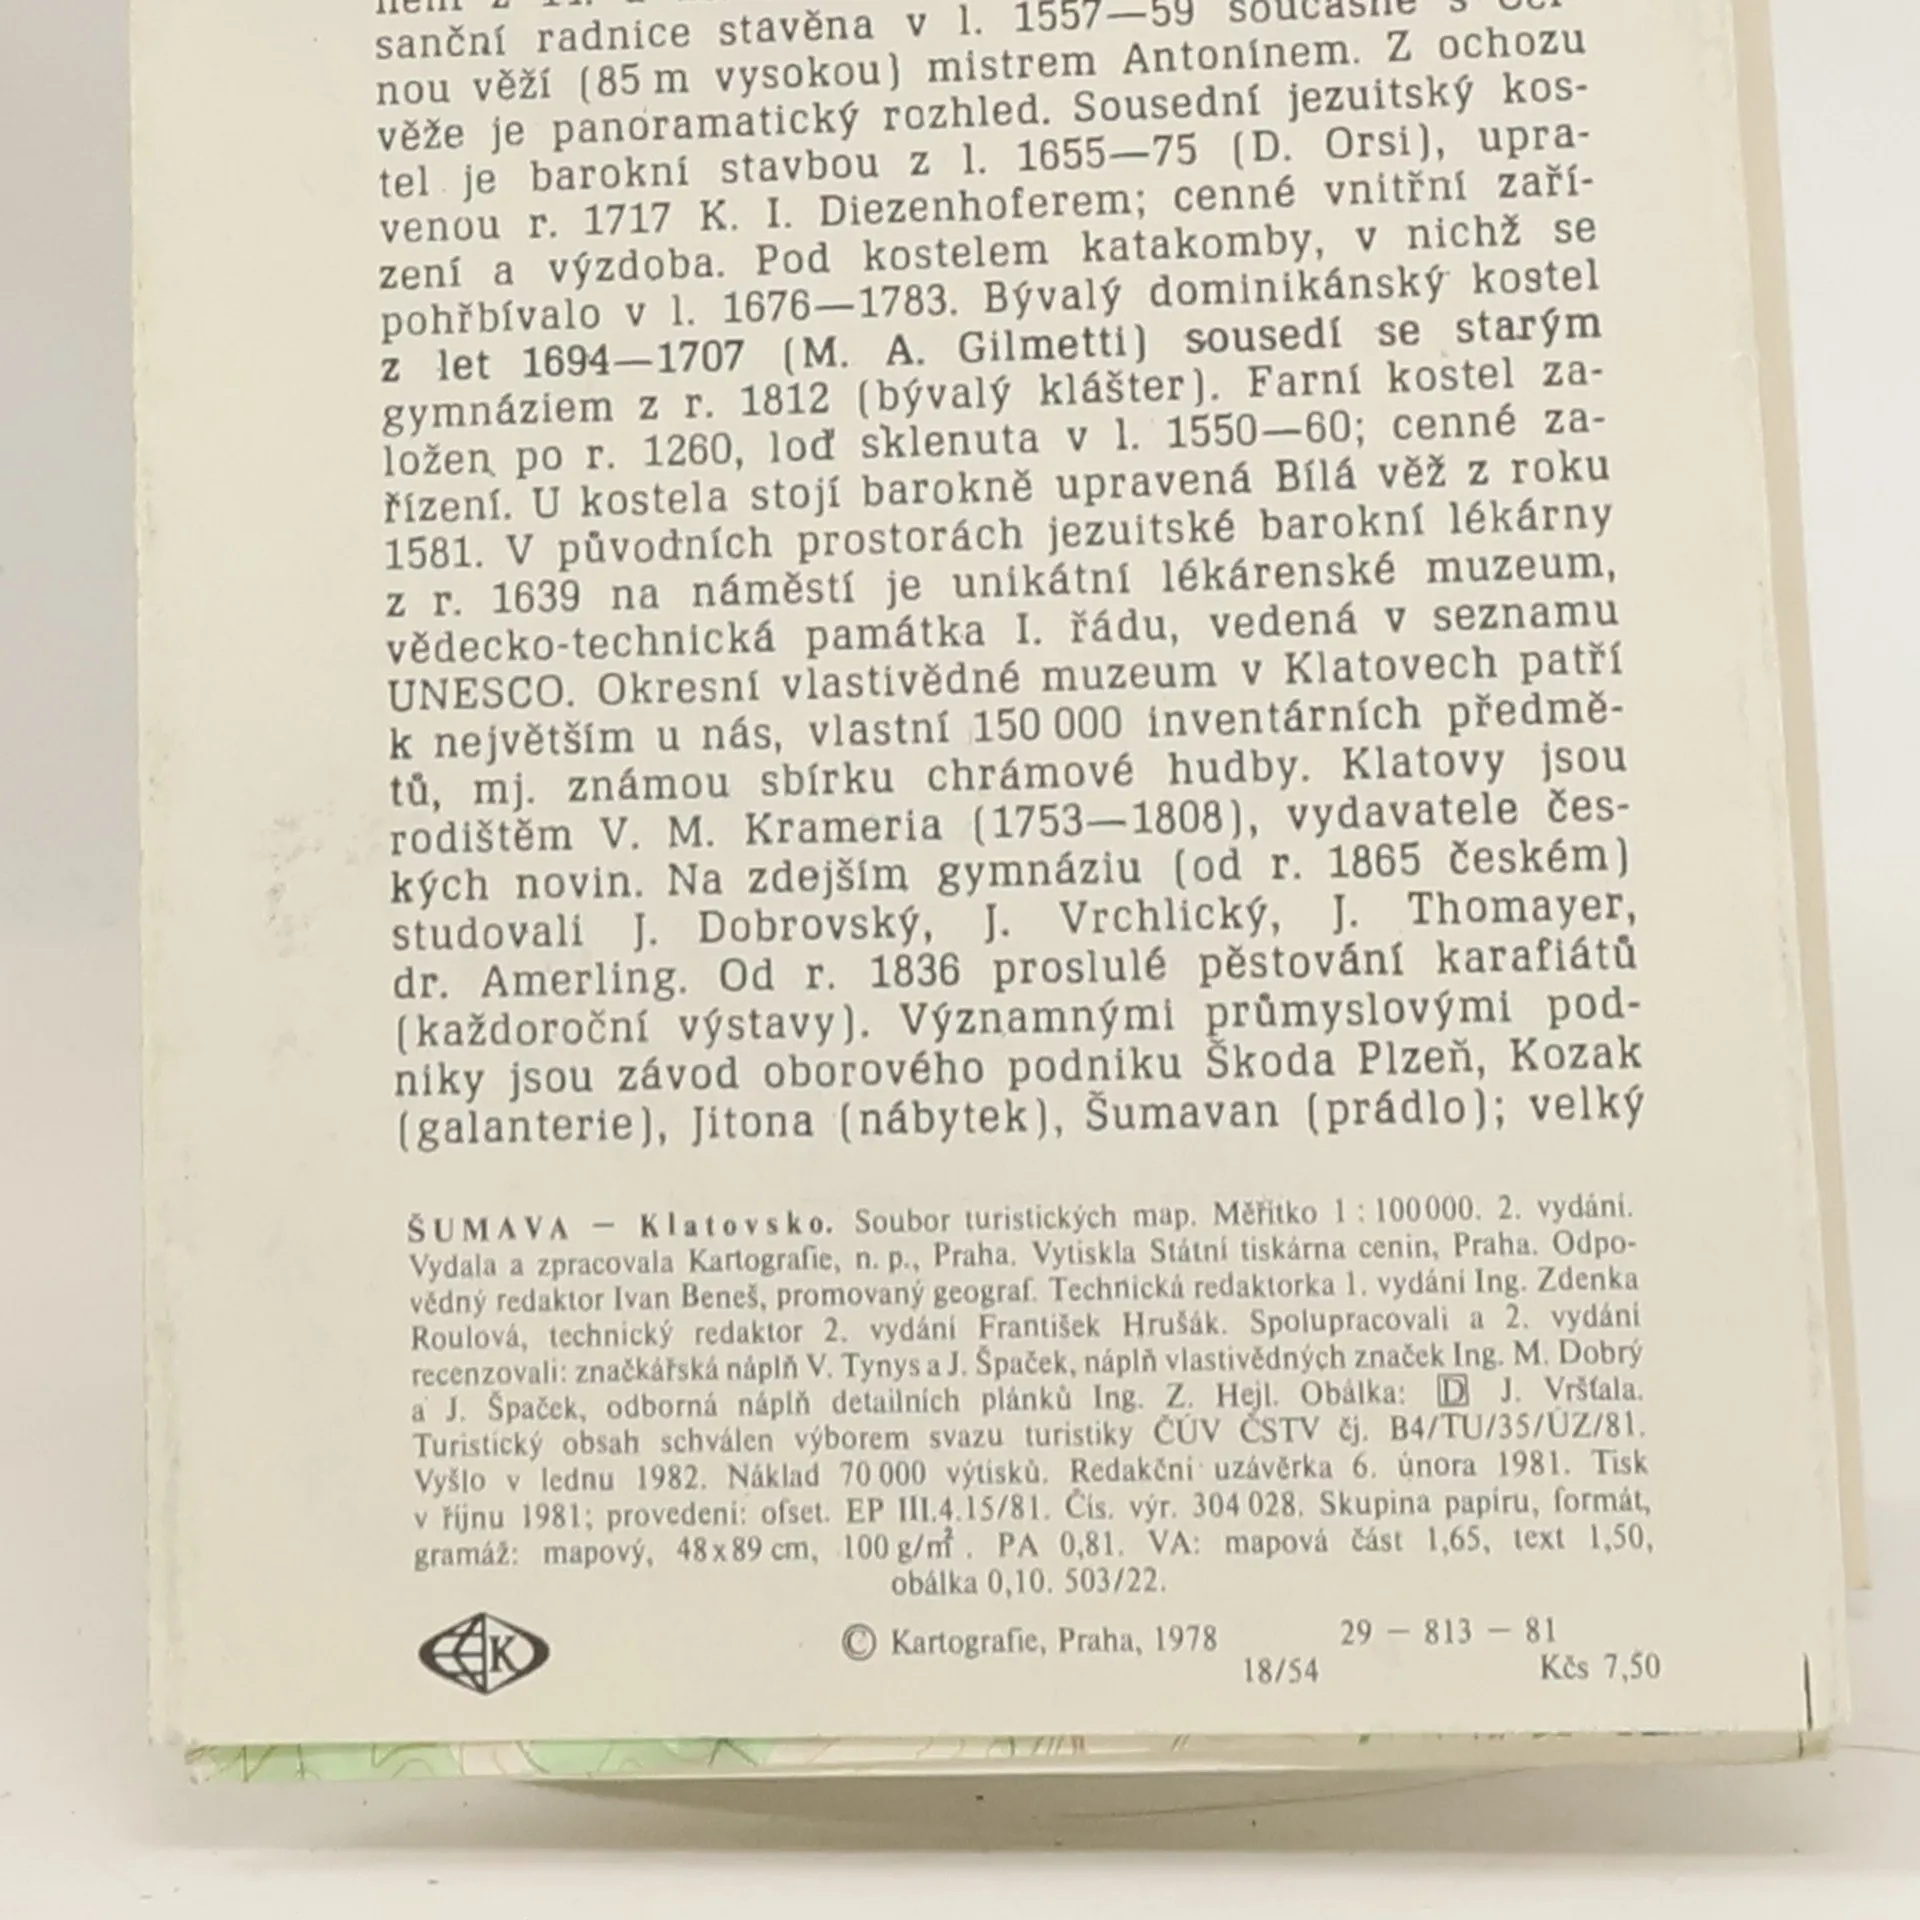 sanční radnice stavěna v l. 1557—59 současně s
nou věží (85 m vysokou) mistrem Antonínem. Z ochozu
věže je panoramatický rozhled. Sousední jezuitský kos-
tel je barokní stavbou z l. 1655—75 (D. Orsi), upra-
venou r. 1717 K. I. Diezenhoferem; cenné vnitřní zaří-
zení a výzdoba. Pod kostelem katakomby, v nichž se
pohřbívalo v l. 1676—1783. Bývalý dominikánský kostel
z let 1694—1707 (M. A. Gilmetti) sousedí se starým
gymnáziem z r. 1812 (bývalý klášter). Farní kostel za-
ložen po r. 1260, loď sklenuta v l. 1550—60; cenné za-
řízení. U kostela stojí barokně upravená Bílá věž z roku
1581. V původních prostorách jezuitské barokní lékárny
z r. 1639 na náměstí je unikátní lékárenské muzeum,
vědecko-technická památka I. řádu, vedená v seznamu
UNESCO. Okresní vlastivědné muzeum v Klatovech patří
k největším u nás, vlastní 150 000 inventárních předmě-
tů, mj. známou sbírku chrámové hudby. Klatovy jsou
rodištěm V. M. Krameria (1753—1808), vydavatele čes-
kých novin. Na zdejším gymnáziu (od r. 1865 českém)
studovali J. Dobrovský, J. Vrchlický, J. Thomayer,
dr. Amerling. Od r. 1836 proslulé pěstování karafiátů
(každoroční výstavy). Významnými průmyslovými pod-
niky jsou závod oborového podniku Škoda Plzeň, Kozak
(galanterie), Jitona (nábytek), Šumavan (prádlo); velký
ŠUMAVA — Klatovsko. Soubor turistických map. Měřítko 1 : 100 000. 2. vydání.
Vydala a zpracovala Kartografie, n. p., Praha. Vytiskla Státní tiskárna cenin, Praha. Odpo-
vědný redaktor Ivan Beneš, promovaný geograf. Technická redaktorka 1. vydání Ing. Zdenka
Roulová, technický redaktor 2. vydání František Hrušák. Spolupracovali a 2. vydání
recenzovali: značkářská náplň V. Tynys a J. Špaček, náplň vlastivědných značek Ing. M. Dobrý
a J. Špaček, odborná náplň detailních plánků Ing. Z. Hejl. Obálka: D J. Vršťala.
Turistický obsah schválen výborem svazu turistiky ČÚV ČSTV čj. B4/TU/35/ÚZ/81.
Vyšlo v lednu 1982. Náklad 70 000 výtisků. Redakční uzávěrka 6. února 1981. Tisk
v říjnu 1981; provedení: ofset. EP III.4.15/81. Čís. výr. 304 028. Skupina papíru, formát,
gramáž: mapový, 48 x 89 cm, 100 g/m². PA 0,81. VA: mapová část 1,65, text 1,50,
obálka 0,10. 503/22.
K
© Kartografie, Praha, 1978
29 — 813 — 81
18/54
Kčs 7,50